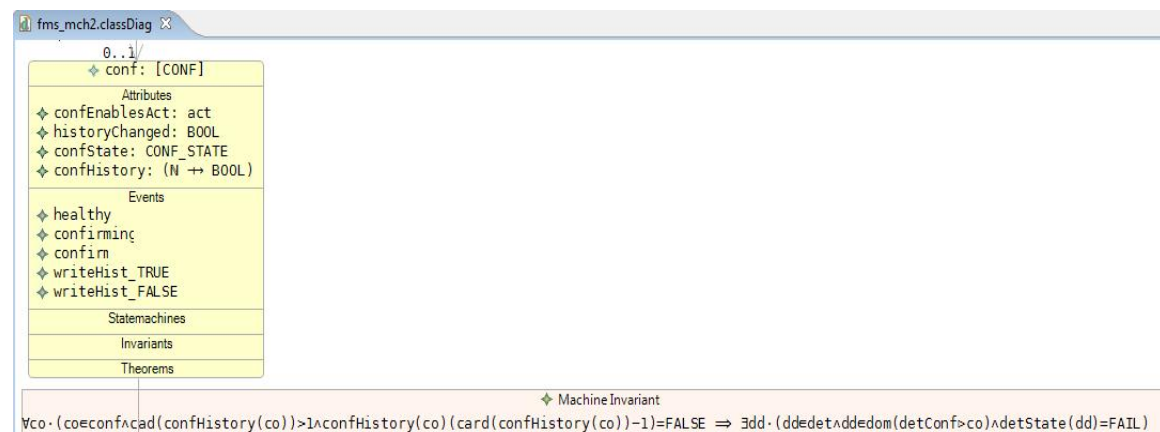 fms_mch2.classDiag
0..1
conf: [CONF]
Attributes
confEnablesAct: act
historyChanged: BOOL
confState: CONF_STATE
confHistory: (ℕ ⇸ BOOL)
Events
healthy
confirming
confirm
writeHist_TRUE
writeHist_FALSE
Statemachines
Invariants
Theorems
Machine Invariant
∀co·(co∈conf∧cad(confHistory(co))>1∧confHistory(co)(card(confHistory(co))−1)=FALSE ⇒ ∃dd·(dd∈det∧dd∈dom(detConf▷co)∧detState(dd)=FAIL)